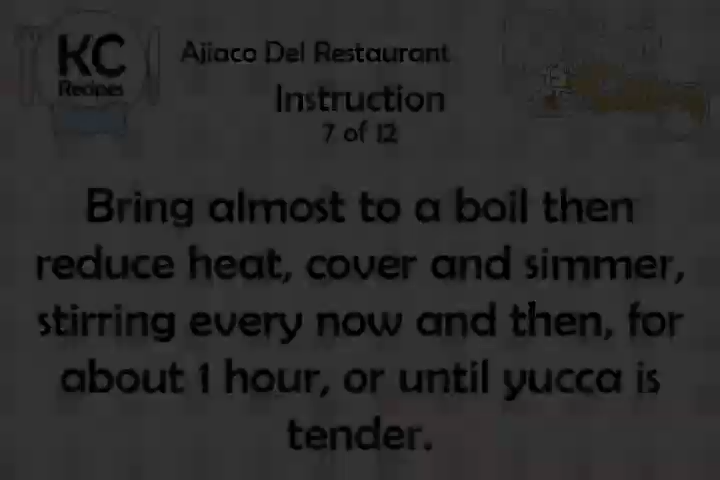 KC
Recipes
Ajiaco Del Restaurant
Instruction
7 of 12
Bring almost to a boil then
reduce heat, cover and simmer,
stirring every now and then, for
about 1 hour, or until yucca is
tender.